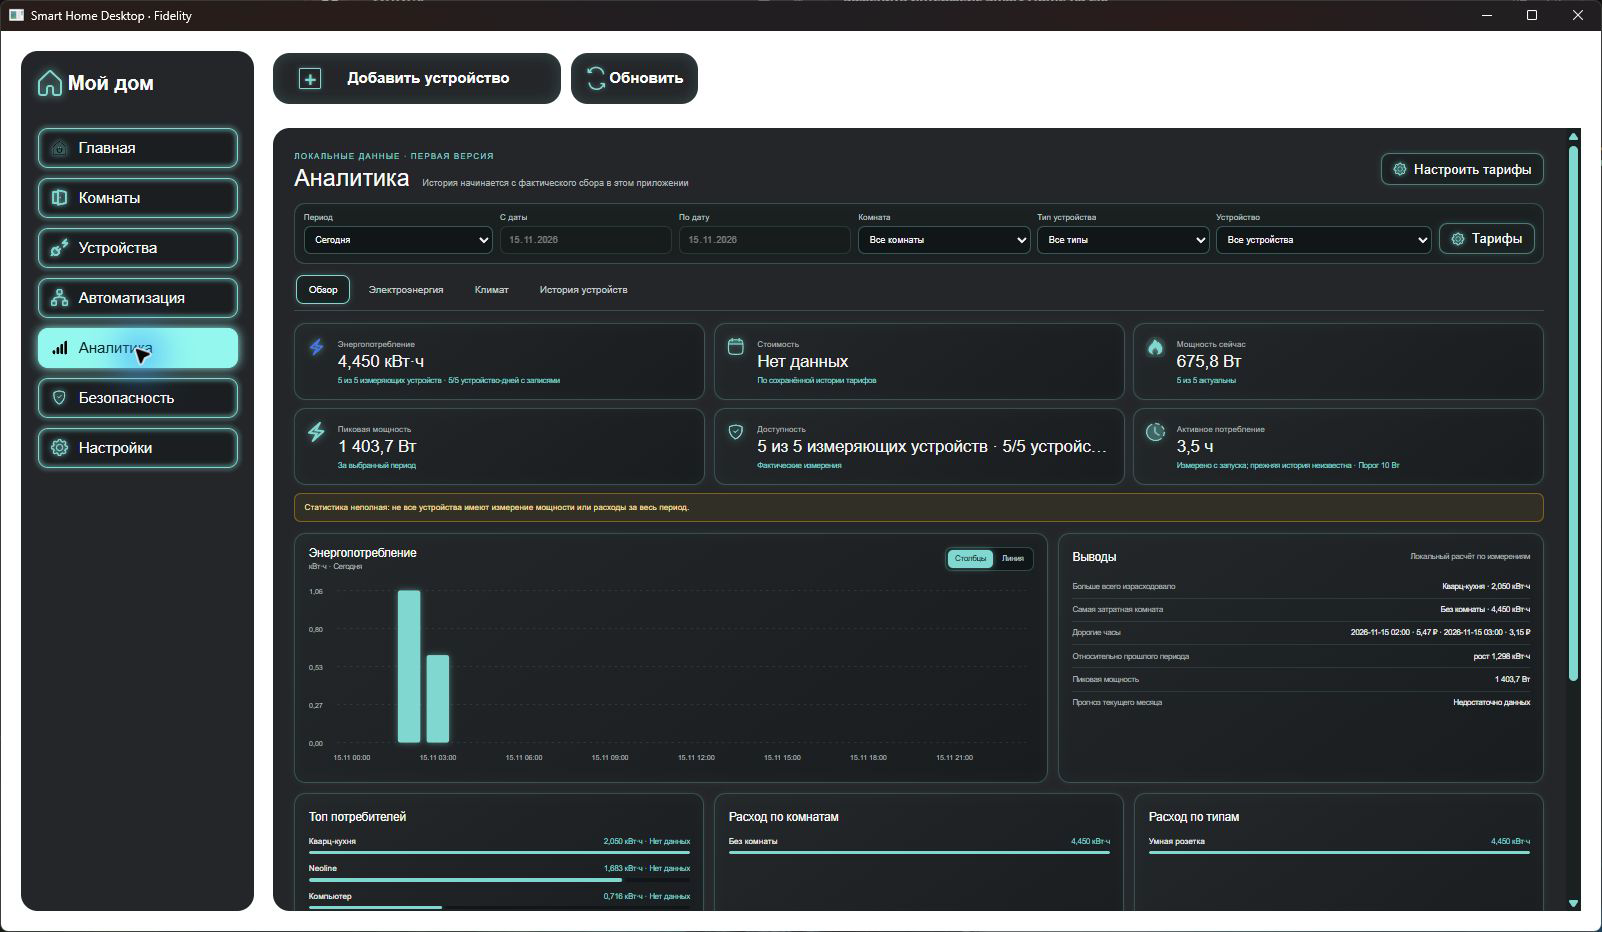 Smart Home Desktop · Fidelity
Мой дом
Главная
Комнаты
Устройства
Автоматизация
Аналитика
Безопасность
Настройки
Добавить устройство
Обновить
ЛОКАЛЬНЫЕ ДАННЫЕ · ПЕРВАЯ ВЕРСИЯ
Аналитика История начинается с фактического сбора в этом приложении
Настроить тарифы
Период С даты По дату Комната Тип устройства Устройство
Сегодня 15.11.2026 15.11.2026 Все комнаты Все типы Все устройства Тарифы
Обзор Электроэнергия Климат История устройств
Энергопотребление
4,450 кВт·ч
5 из 5 измеряющих устройств · 5/5 устройство-дней с записями
Стоимость
Нет данных
По сохранённой истории тарифов
Мощность сейчас
675,8 Вт
5 из 5 актуальны
Пиковая мощность
1 403,7 Вт
За выбранный период
Доступность
5 из 5 измеряющих устройств · 5/5 устройс...
Фактические измерения
Активное потребление
3,5 ч
Измерено с запуска; прежняя история неизвестна · Порог 10 Вт
Статистика неполная: не все устройства имеют измерение мощности или расходы за весь период.
Энергопотребление
кВт·ч · Сегодня
Столбцы Линия
1,06
0,80
0,53
0,27
0,00
15.11 00:00 15.11 03:00 15.11 06:00 15.11 09:00 15.11 12:00 15.11 15:00 15.11 18:00 15.11 21:00
Выводы Локальный расчёт по измерениям
Больше всего израсходовало Кварц-кухня · 2,050 кВт·ч
Самая затратная комната Без комнаты · 4,450 кВт·ч
Дорогие часы 2026-11-15 02:00 · 5,47 ₽ · 2026-11-15 03:00 · 3,15 ₽
Относительно прошлого периода рост 1,298 кВт·ч
Пиковая мощность 1 403,7 Вт
Прогноз текущего месяца Недостаточно данных
Топ потребителей
Кварц-кухня 2,050 кВт·ч · Нет данных
Neoline 1,683 кВт·ч · Нет данных
Компьютер 0,716 кВт·ч · Нет данных
Расход по комнатам
Без комнаты 4,450 кВт·ч
Расход по типам
Умная розетка 4,450 кВт·ч